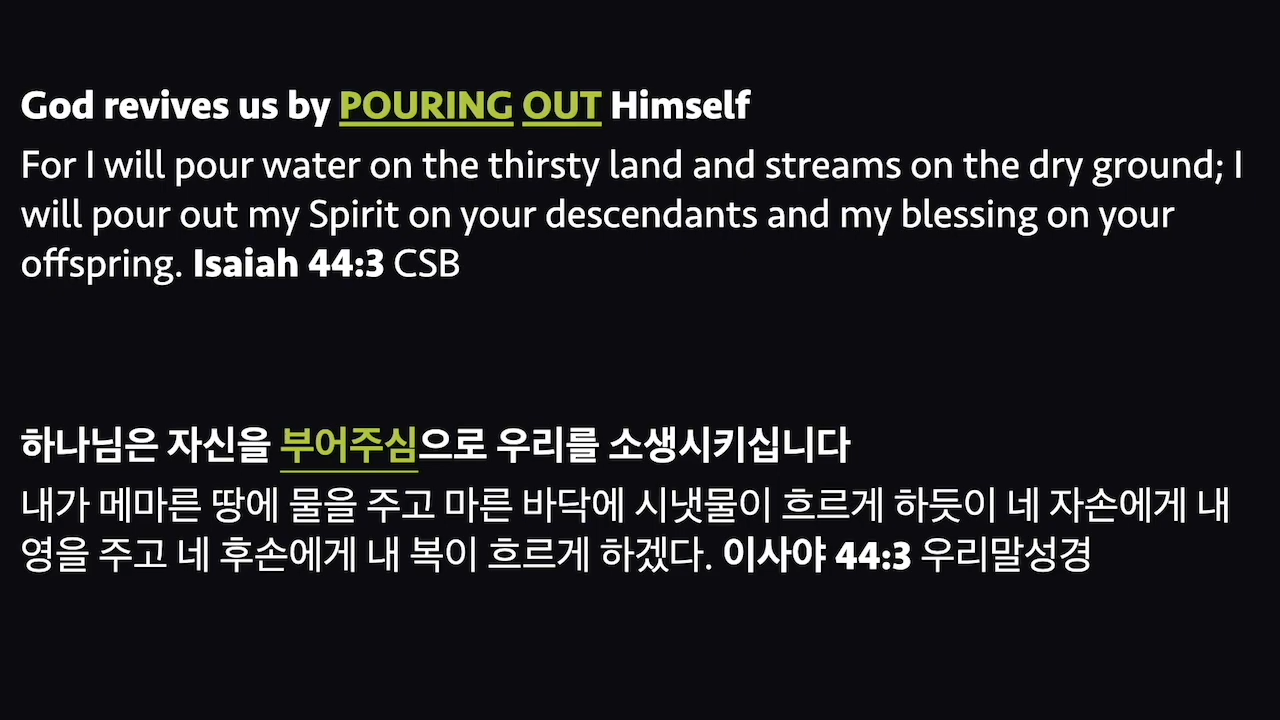 God revives us by POURING OUT Himself
For I will pour water on the thirsty land and streams on the dry ground; I
will pour out my Spirit on your descendants and my blessing on your
offspring. Isaiah 44:3 CSB
하나님은 자신을 부어주심으로 우리를 소생시키십니다
내가 메마른 땅에 물을 주고 마른 바닥에 시냇물이 흐르게 하듯이 네 자손에게 내
영을 주고 네 후손에게 내 복이 흐르게 하겠다. 이사야 44:3 우리말성경